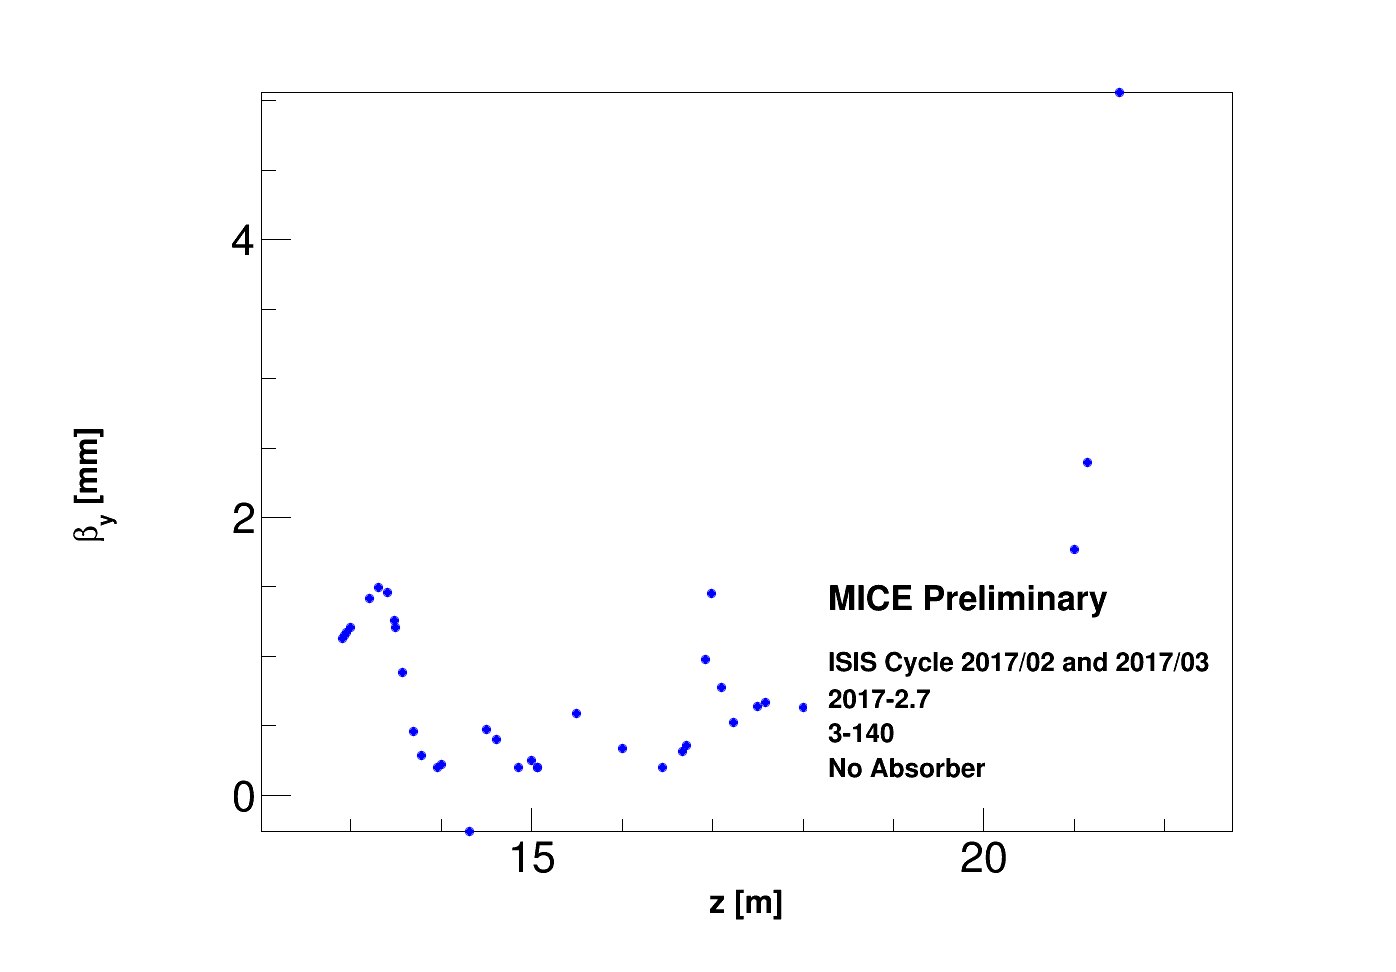 4
2
0
β_y [mm]
MICE Preliminary
ISIS Cycle 2017/02 and 2017/03
2017-2.7
3-140
No Absorber
15
20
z [m]